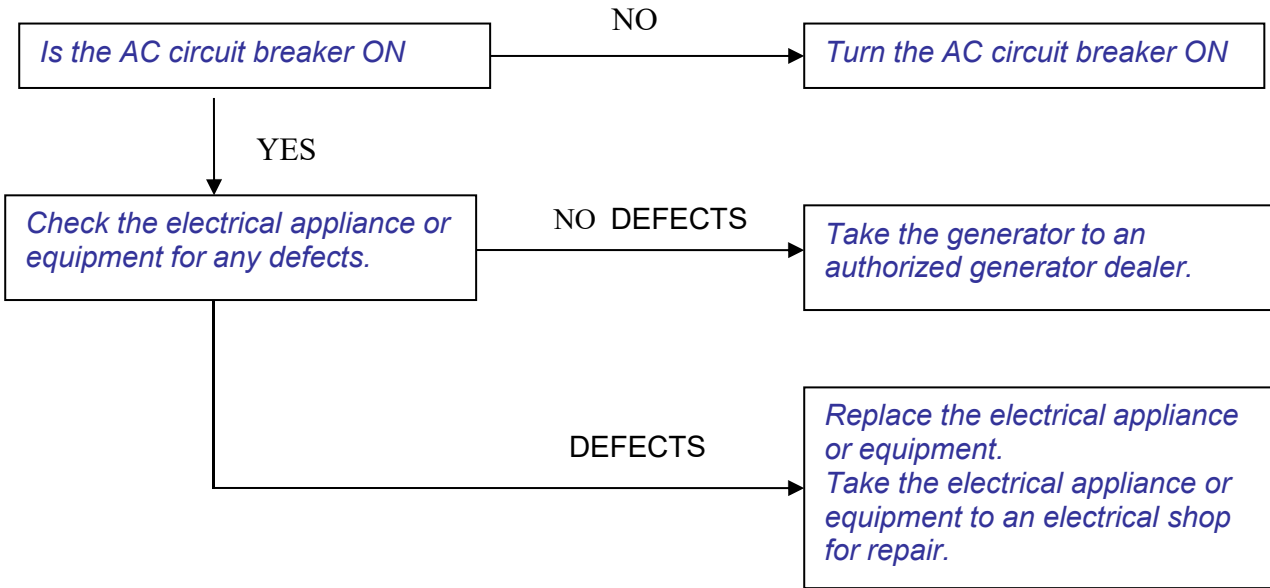 NO
Is the AC circuit breaker ON
Turn the AC circuit breaker ON
YES
Check the electrical appliance or
equipment for any defects.
NO DEFECTS
Take the generator to an
authorized generator dealer.
DEFECTS
Replace the electrical appliance
or equipment.
Take the electrical appliance or
equipment to an electrical shop
for repair.